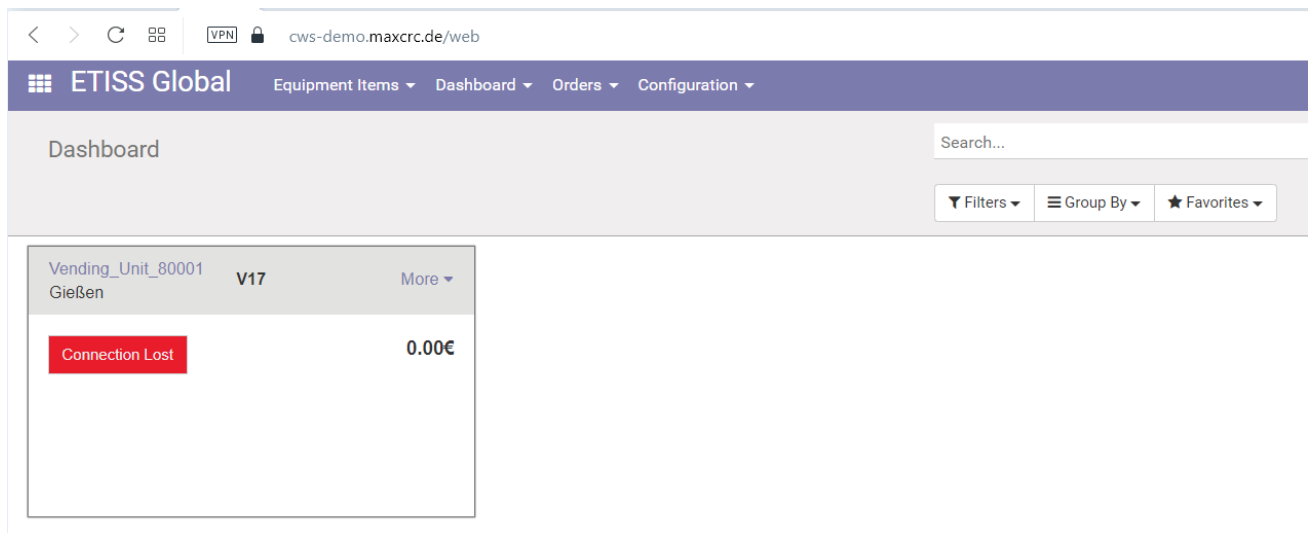 VPN cws-demo.maxcrc.de/web
ETISS Global Equipment Items Dashboard Orders Configuration
Dashboard
Search...
Filters Group By Favorites
Vending_Unit_80001 V17 More
Gießen
Connection Lost 0.00€